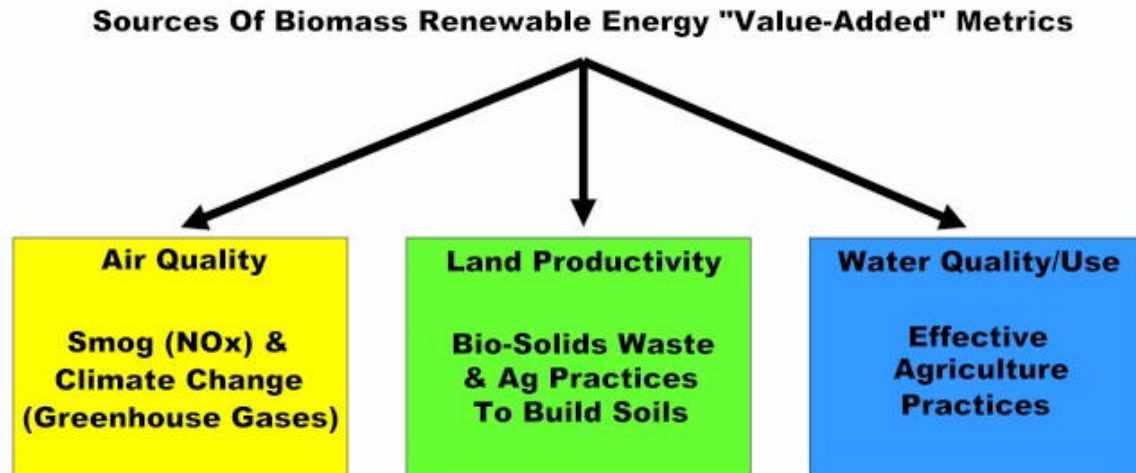 Sources Of Biomass Renewable Energy "Value-Added" Metrics
Air Quality
Smog (NOx) &
Climate Change
(Greenhouse Gases)
Land Productivity
Bio-Solids Waste
& Ag Practices
To Build Soils
Water Quality/Use
Effective
Agriculture
Practices